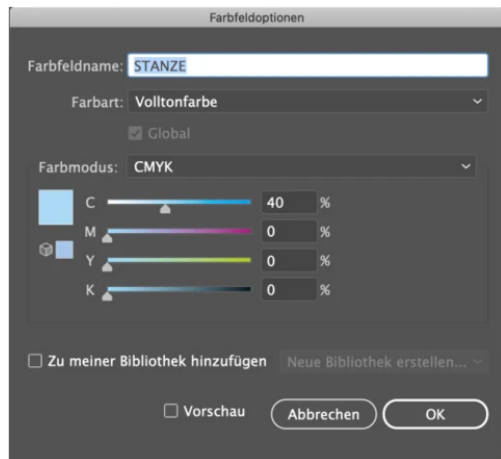 Farbfeldoptionen
Farbfeldname: STANZE
Farbart: Volltonfarbe
Global
Farbmodus: CMYK
C 40 %
M 0 %
Y 0 %
K 0 %
Zu meiner Bibliothek hinzufügen Neue Bibliothek erstellen...
Vorschau Abbrechen OK